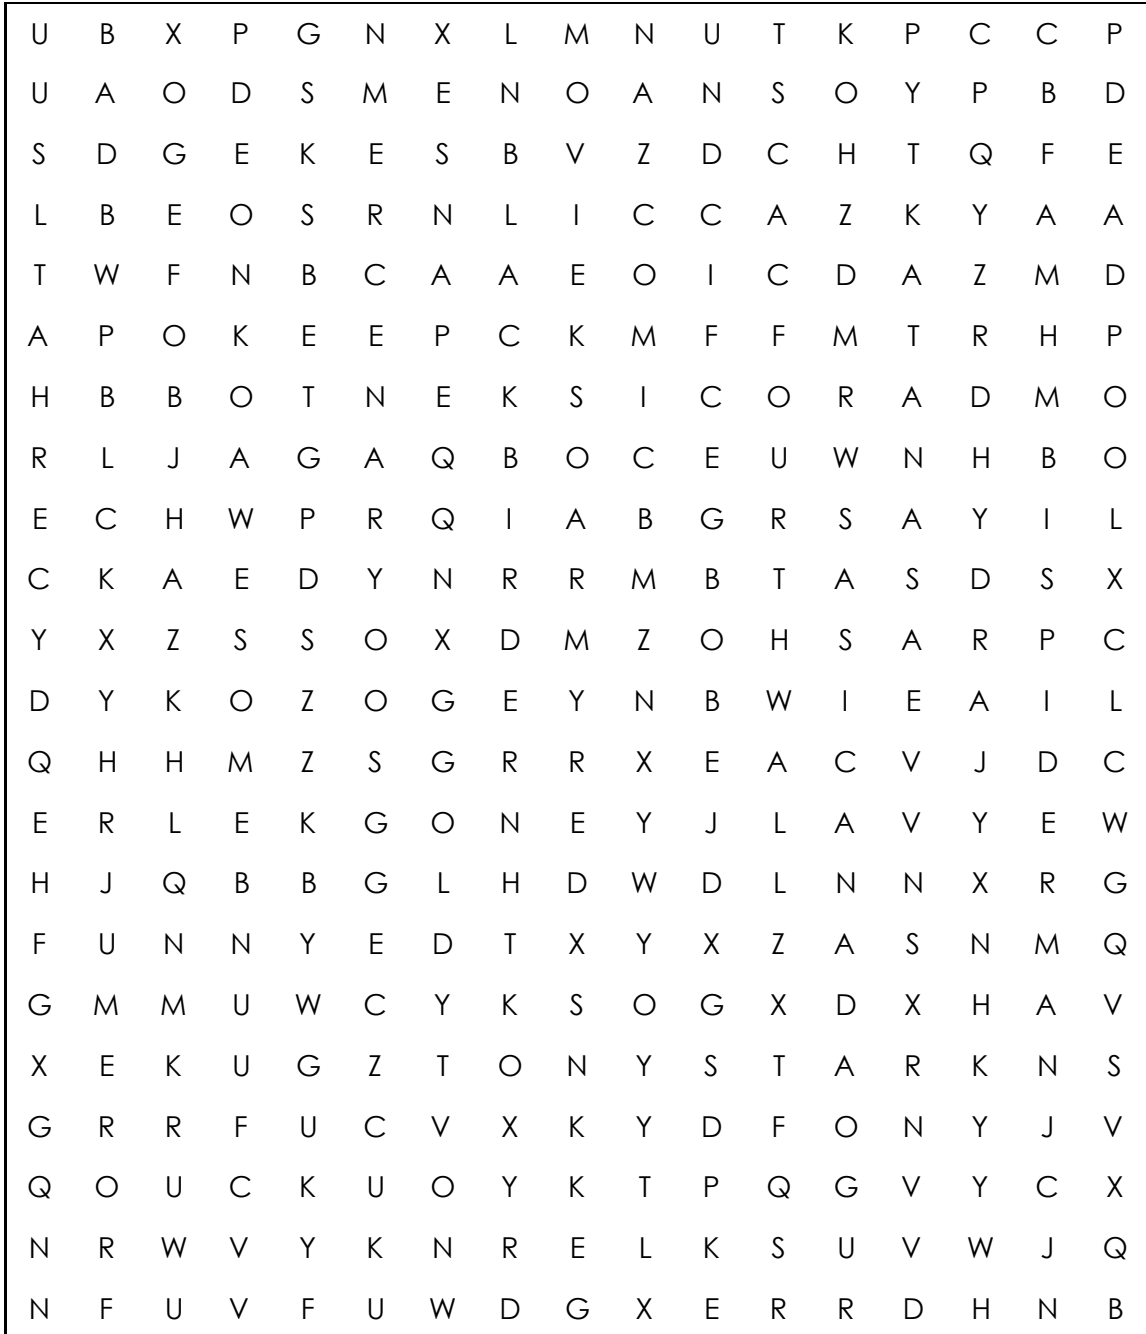 U B X P G N X L M N U T K P C C P
U A O D S M E N O A N S O Y P B D
S D G E K E S B V Z D C H T Q F E
L B E O S R N L I C C A Z K Y A A
T W F N B C A A E O I C D A Z M D
A P O K E E P C K M F F M T R H P
H B B O T N E K S I C O R A D M O
R L J A G A Q B O C E U W N H B O
E C H W P R Q I A B G R S A Y I L
C K A E D Y N R R M B T A S D S X
Y X Z S S O X D M Z O H S A R P C
D Y K O Z O G E Y N B W I E A I L
Q H H M Z S G R R X E A C V J D C
E R L E K G O N E Y J L A V Y E W
H J Q B B G L H D W D L N N X R G
F U N N Y E D T X Y X Z A S N M Q
G M M U W C Y K S O G X D X H A V
X E K U G Z T O N Y S T A R K N S
G R R F U C V X K Y D F O N Y J V
Q O U C K U O Y K T P Q G V Y C X
N R W V Y K N R E L K S U V W J Q
N F U V F U W D G X E R R D H N B